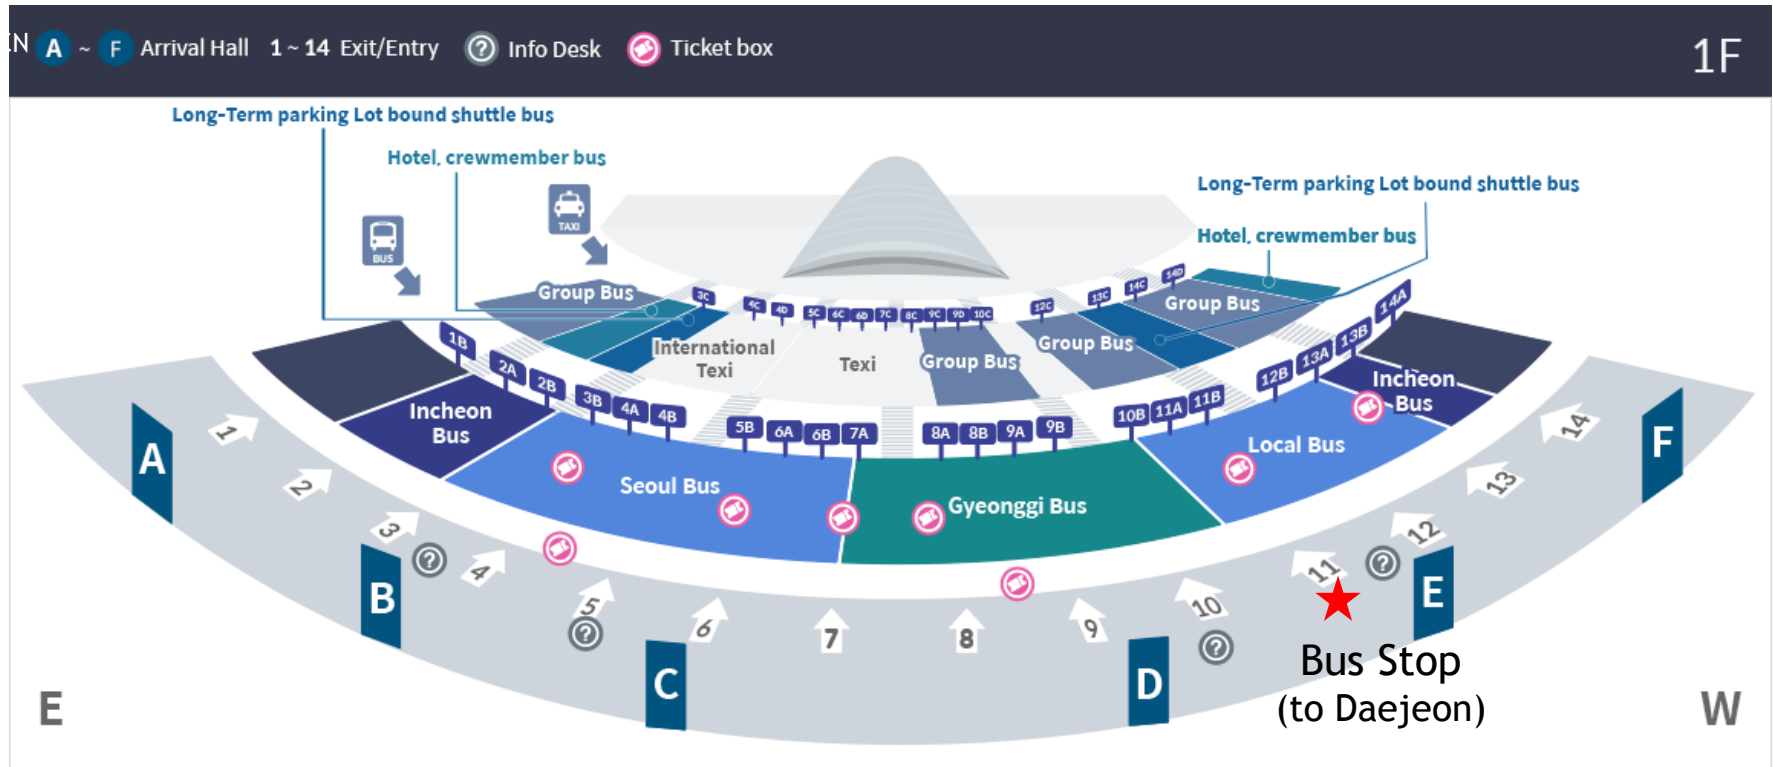 EN A ~ F Arrival Hall 1 ~ 14 Exit/Entry ? Info Desk Ticket box
1F
Long-Term parking Lot bound shuttle bus
Hotel, crewmember bus
TAXI
BUS
Long-Term parking Lot bound shuttle bus
Hotel, crewmember bus
Group Bus
3C
4C
4D
5C
6C
6D
7C
8C
9C
9D
10C
12C
13C
14C
14D
Group Bus
International
Texi
Texi
Group Bus
Group Bus
1B
2A
2B
3B
4A
4B
5B
6A
6B
7A
8A
8B
9A
9B
10B
11A
11B
12B
13A
13B
14A
Incheon
Bus
Seoul Bus
Gyeonggi Bus
Local Bus
Incheon
Bus
A
1
2
3
?
4
B
5
?
6
C
7
8
9
D
10
?
11
?
12
E
13
14
F
Bus Stop
(to Daejeon)
E
W